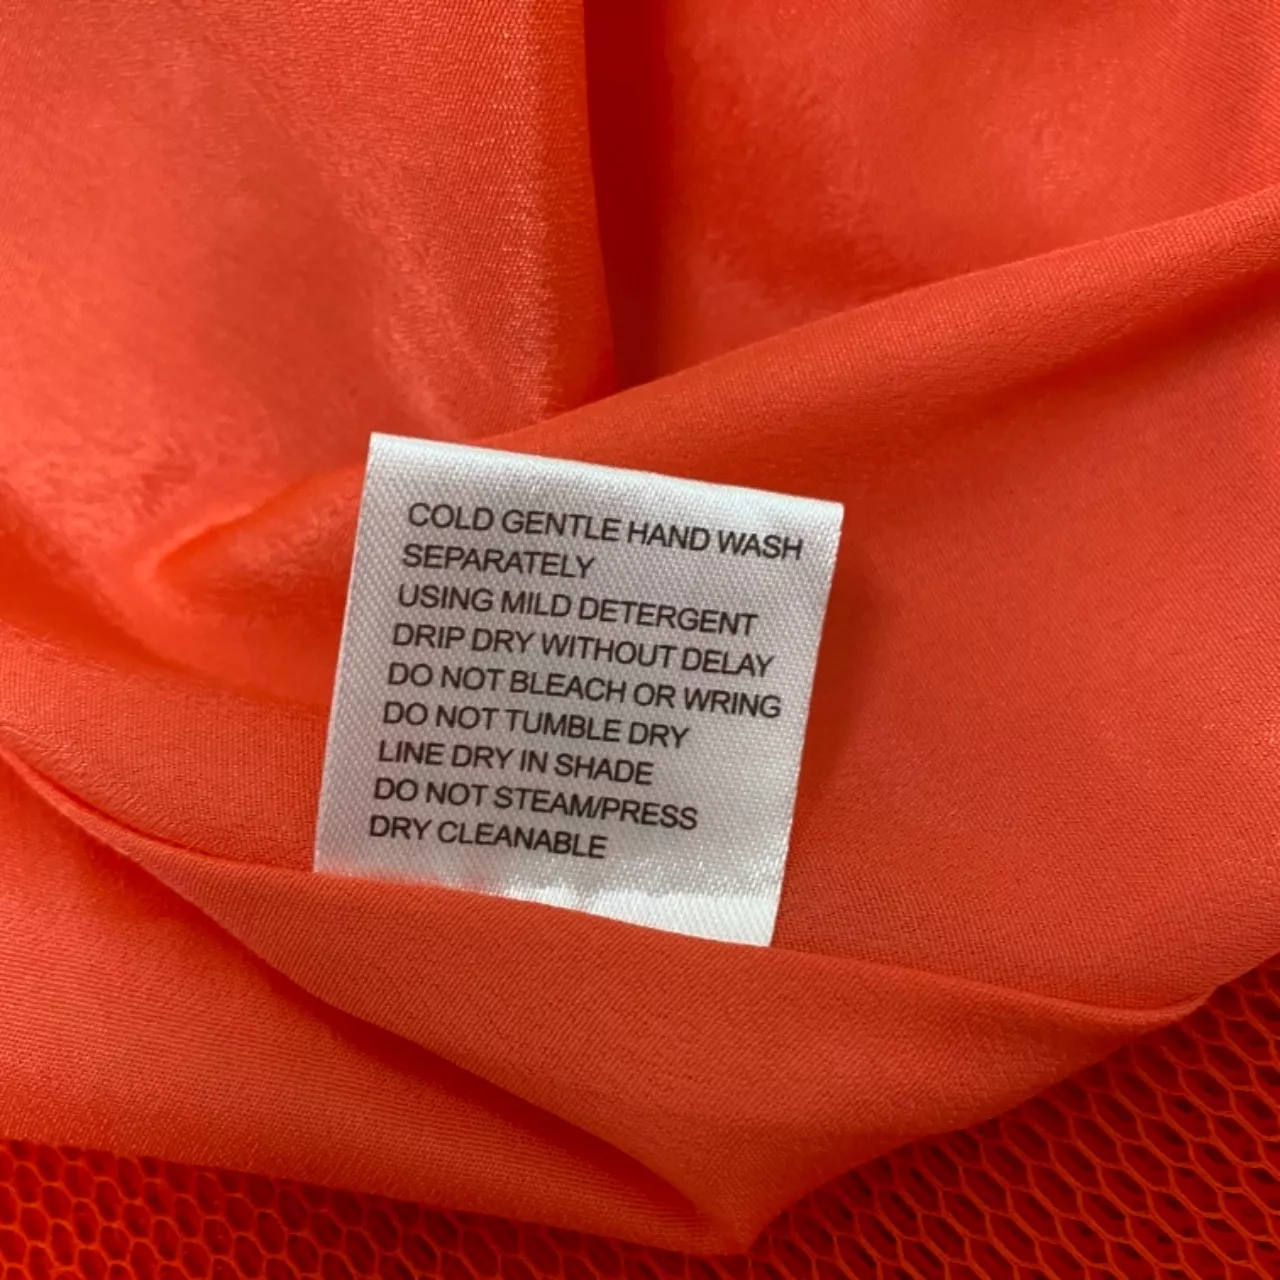 COLD GENTLE HAND WASH
SEPARATELY
USING MILD DETERGENT
DRIP DRY WITHOUT DELAY
DO NOT BLEACH OR WRING
DO NOT TUMBLE DRY
LINE DRY IN SHADE
DO NOT STEAM/PRESS
DRY CLEANABLE